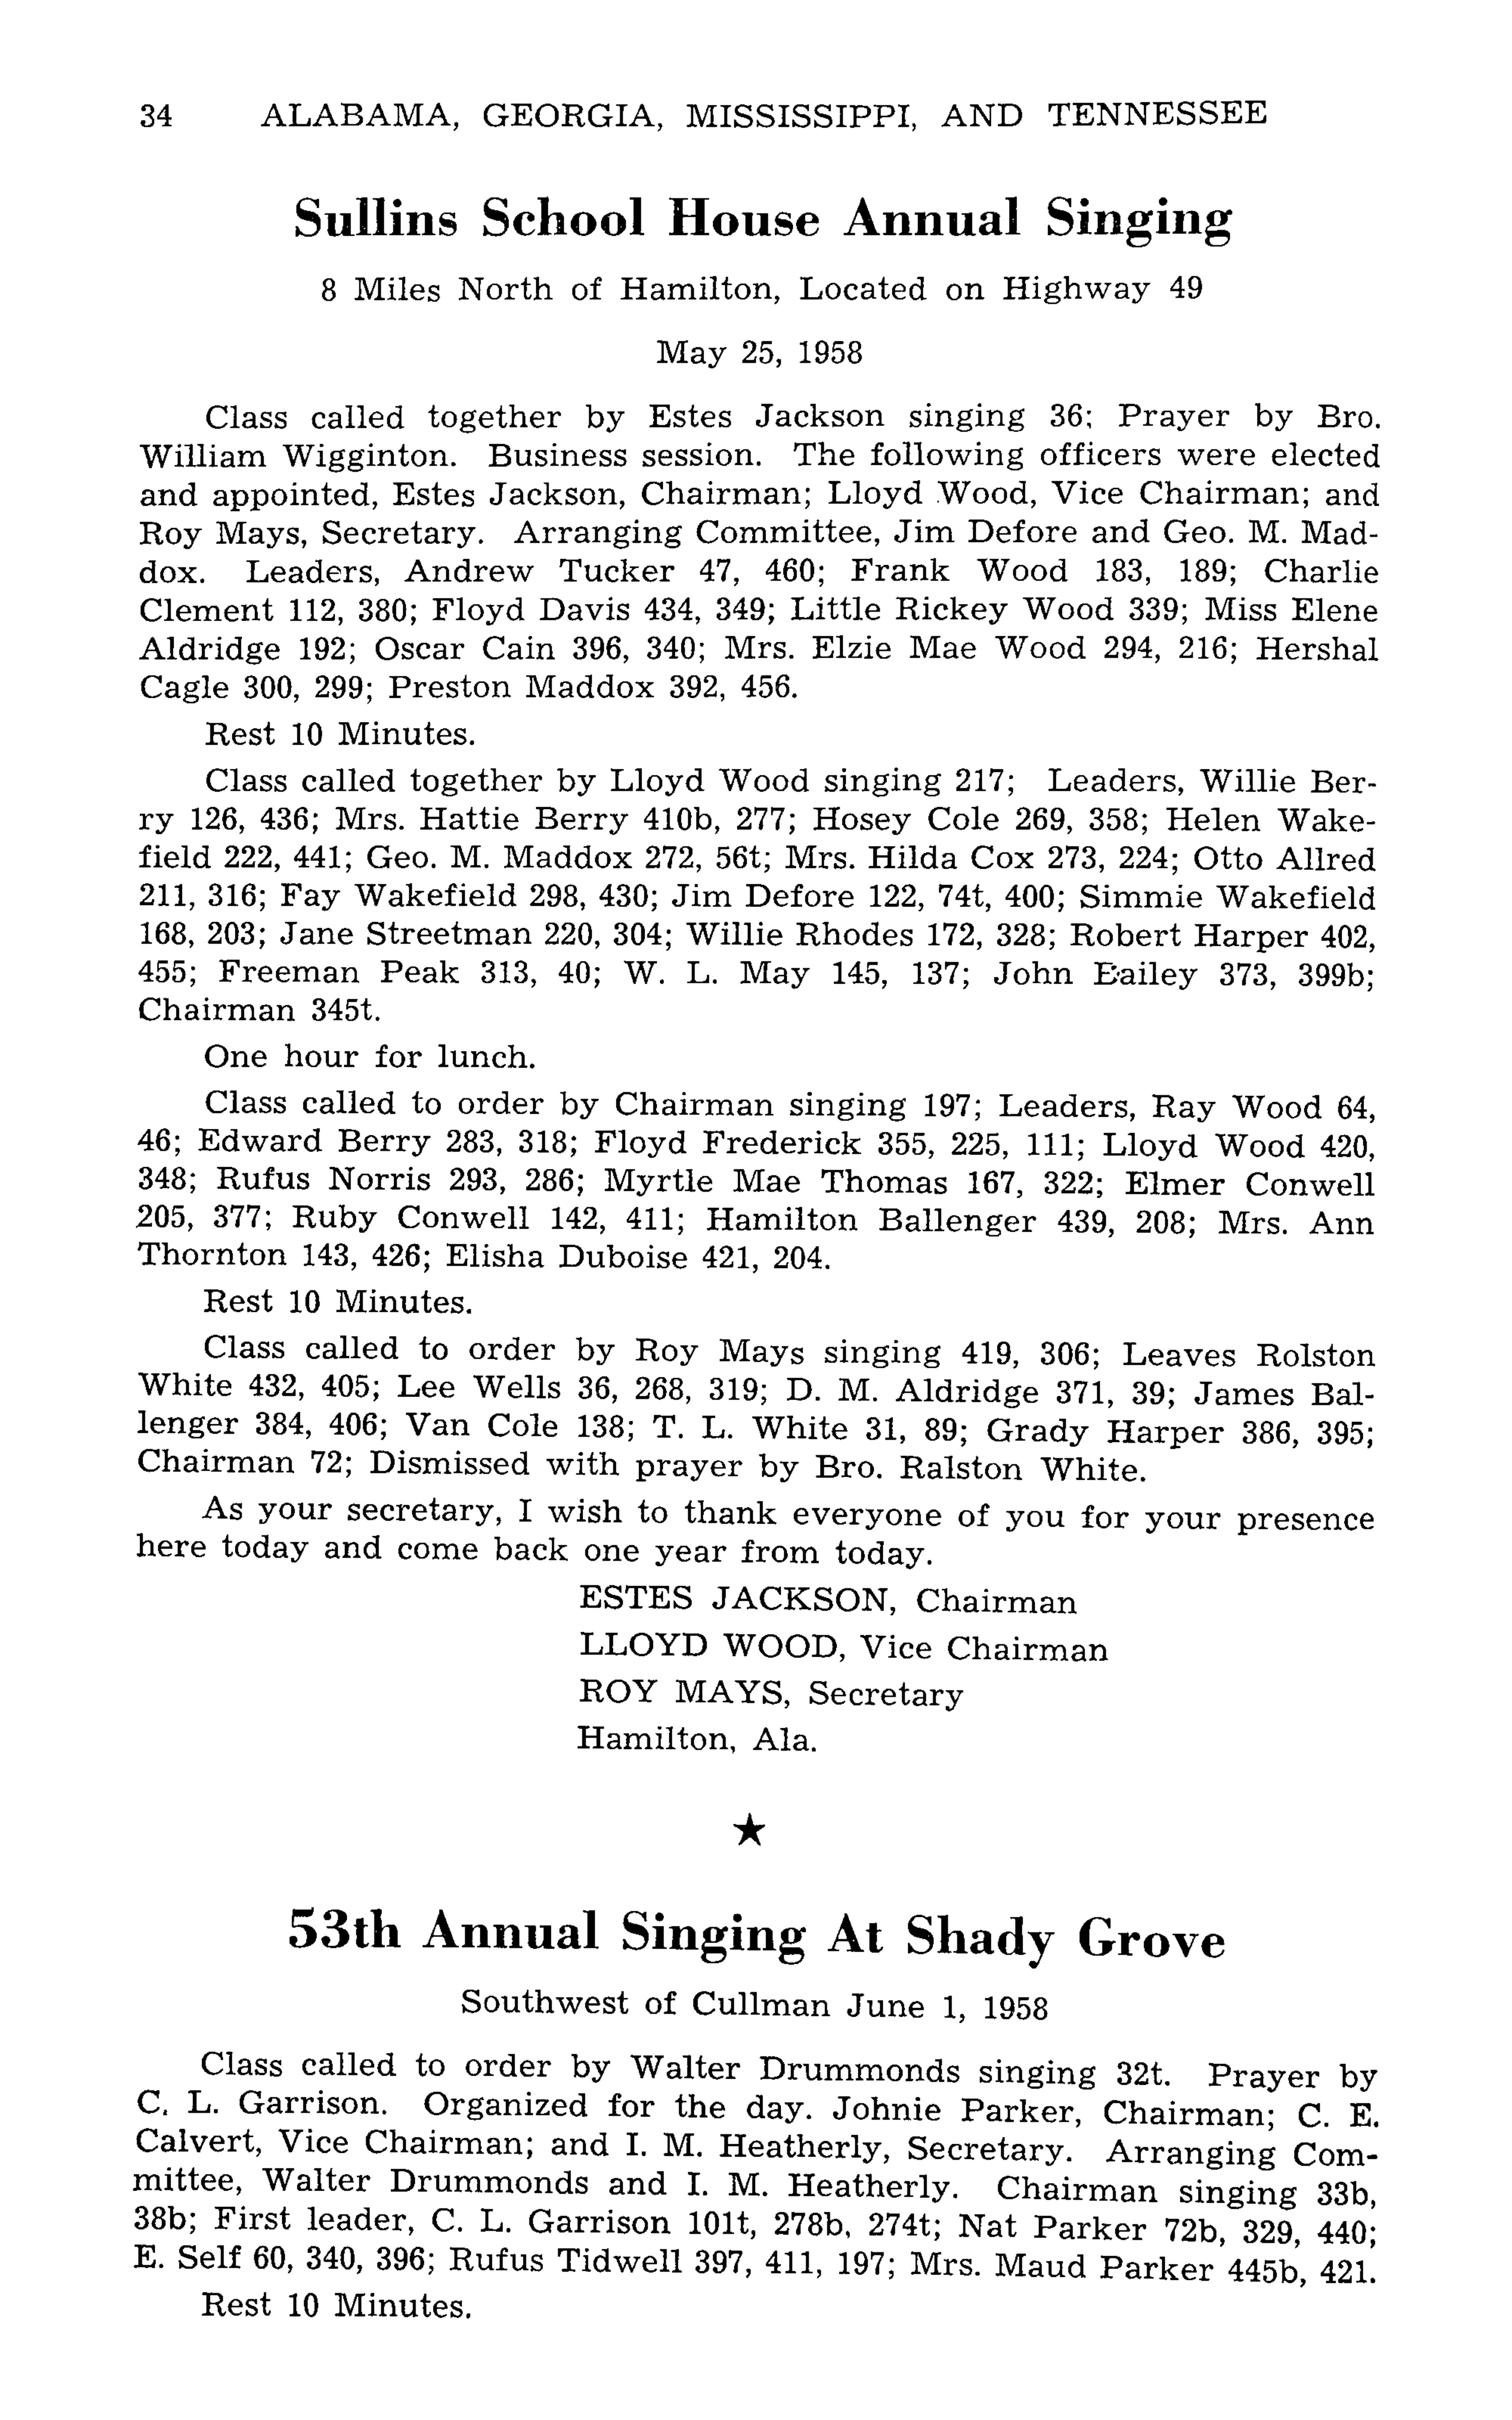 34 ALABAMA, GEORGIA, MISSISSIPPI, AND TENNESSEE
Sullins School House Annual Singing
8 Miles North of Hamilton, Located on Highway 49
May 25, 1958
Class called together by Estes Jackson singing 36; Prayer by Bro.
William Wigginton. Business session. The following officers were elected
and appointed, Estes Jackson, Chairman; Lloyd Wood, Vice Chairman; and
Roy Mays, Secretary. Arranging Committee, Jim Defore and Geo. M. Mad-
dox. Leaders, Andrew Tucker 47, 460; Frank Wood 183, 189; Charlie
Clement 112, 380; Floyd Davis 434, 349; Little Rickey Wood 339; Miss Elene
Aldridge 192; Oscar Cain 396, 340; Mrs. Elzie Mae Wood 294, 216; Hershal
Cagle 300, 299; Preston Maddox 392, 456.
Rest 10 Minutes.
Class called together by Lloyd Wood singing 217; Leaders, Willie Ber-
ry 126, 436; Mrs. Hattie Berry 410b, 277; Hosey Cole 269, 358; Helen Wake-
field 222, 441; Geo. M. Maddox 272, 56t; Mrs. Hilda Cox 273, 224; Otto Allred
211, 316; Fay Wakefield 298, 430; Jim Defore 122, 74t, 400; Simmie Wakefield
168, 203; Jane Streetman 220, 304; Willie Rhodes 172, 328; Robert Harper 402,
455; Freeman Peak 313, 40; W. L. May 145, 137; John Bailey 373, 399b;
Chairman 345t.
One hour for lunch.
Class called to order by Chairman singing 197; Leaders, Ray Wood 64,
46; Edward Berry 283, 318; Floyd Frederick 355, 225, 111; Lloyd Wood 420,
348; Rufus Norris 293, 286; Myrtle Mae Thomas 167, 322; Elmer Conwell
205, 377; Ruby Conwell 142, 411; Hamilton Ballenger 439, 208; Mrs. Ann
Thornton 143, 426; Elisha Duboise 421, 204.
Rest 10 Minutes.
Class called to order by Roy Mays singing 419, 306; Leaves Rolston
White 432, 405; Lee Wells 36, 268, 319; D. M. Aldridge 371, 39; James Bal-
lenger 384, 406; Van Cole 138; T. L. White 31, 89; Grady Harper 386, 395;
Chairman 72; Dismissed with prayer by Bro. Ralston White.
As your secretary, I wish to thank everyone of you for your presence
here today and come back one year from today.
ESTES JACKSON, Chairman
LLOYD WOOD, Vice Chairman
ROY MAYS, Secretary
Hamilton, Ala.
★
53th Annual Singing At Shady Grove
Southwest of Cullman June 1, 1958
Class called to order by Walter Drummonds singing 32t. Prayer by
C. L. Garrison. Organized for the day. Johnie Parker, Chairman; C. E.
Calvert, Vice Chairman; and I. M. Heatherly, Secretary. Arranging Com-
mittee, Walter Drummonds and I. M. Heatherly. Chairman singing 33b,
38b; First leader, C. L. Garrison 101t, 278b, 274t; Nat Parker 72b, 329, 440;
E. Self 60, 340, 396; Rufus Tidwell 397, 411, 197; Mrs. Maud Parker 445b, 421.
Rest 10 Minutes.